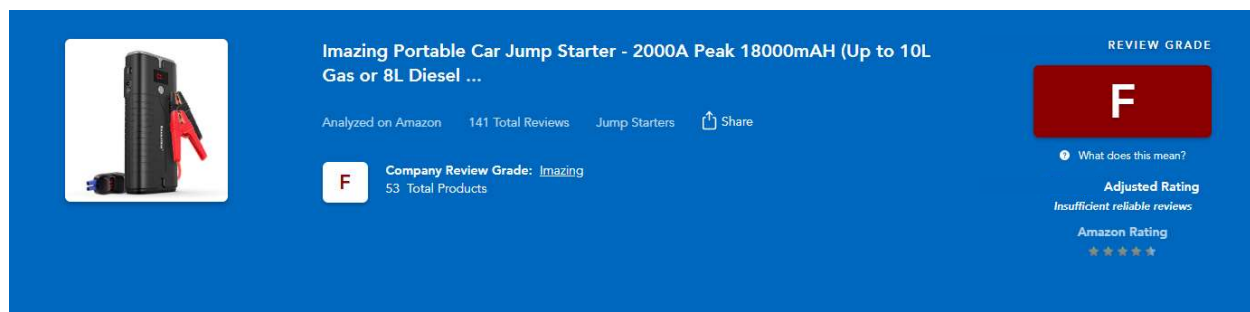 Imazing Portable Car Jump Starter - 2000A Peak 18000mAH (Up to 10L
Gas or 8L Diesel ...
Analyzed on Amazon 141 Total Reviews Jump Starters Share
F
Company Review Grade: Imazing
53 Total Products
REVIEW GRADE
F
? What does this mean?
Adjusted Rating
Insufficient reliable reviews
Amazon Rating